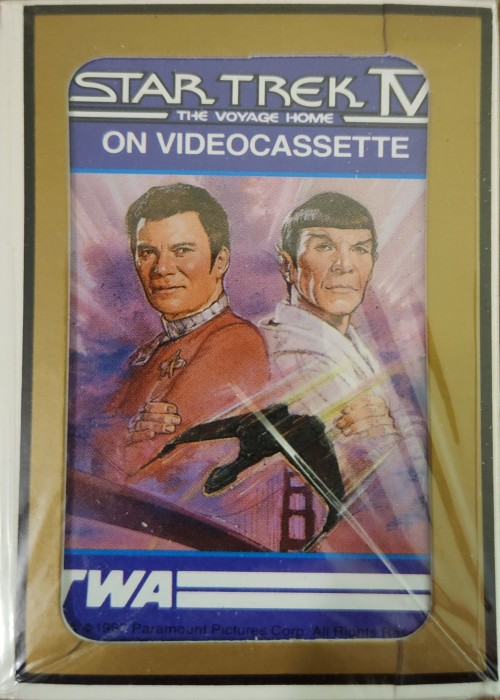 STAR TREK IV
THE VOYAGE HOME
ON VIDEOCASSETTE
TWA
Paramount Pictures Corp. All Rights